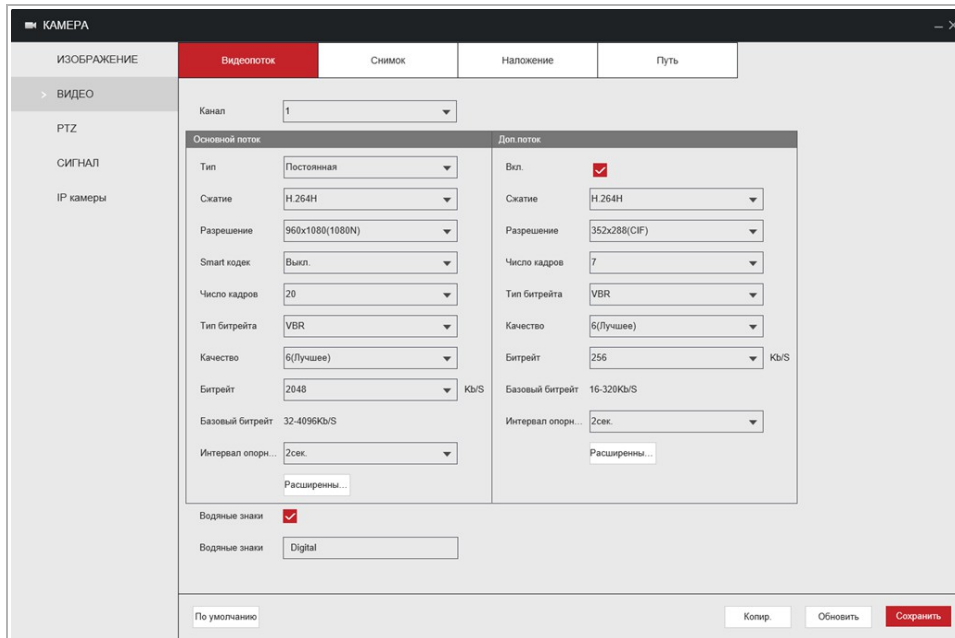 КАМЕРА
ИЗОБРАЖЕНИЕ
ВИДЕО
PTZ
СИГНАЛ
IP камеры
Видеопоток
Снимок
Наложение
Путь
Канал 1
Основной поток
Тип Постоянная
Сжатие H.264H
Разрешение 960x1080(1080N)
Smart кодек Выкл.
Число кадров 20
Тип битрейта VBR
Качество 6(Лучшее)
Битрейт 2048 Kb/S
Базовый битрейт 32-4096Kb/S
Интервал опорн... 2сек.
Расширенны...
Доп.поток
Вкл.
Сжатие H.264H
Разрешение 352x288(CIF)
Число кадров 7
Тип битрейта VBR
Качество 6(Лучшее)
Битрейт 256 Kb/S
Базовый битрейт 16-320Kb/S
Интервал опорн... 2сек.
Расширенны...
Водяные знаки
Водяные знаки Digital
По умолчанию
Копир.
Обновить
Сохранить